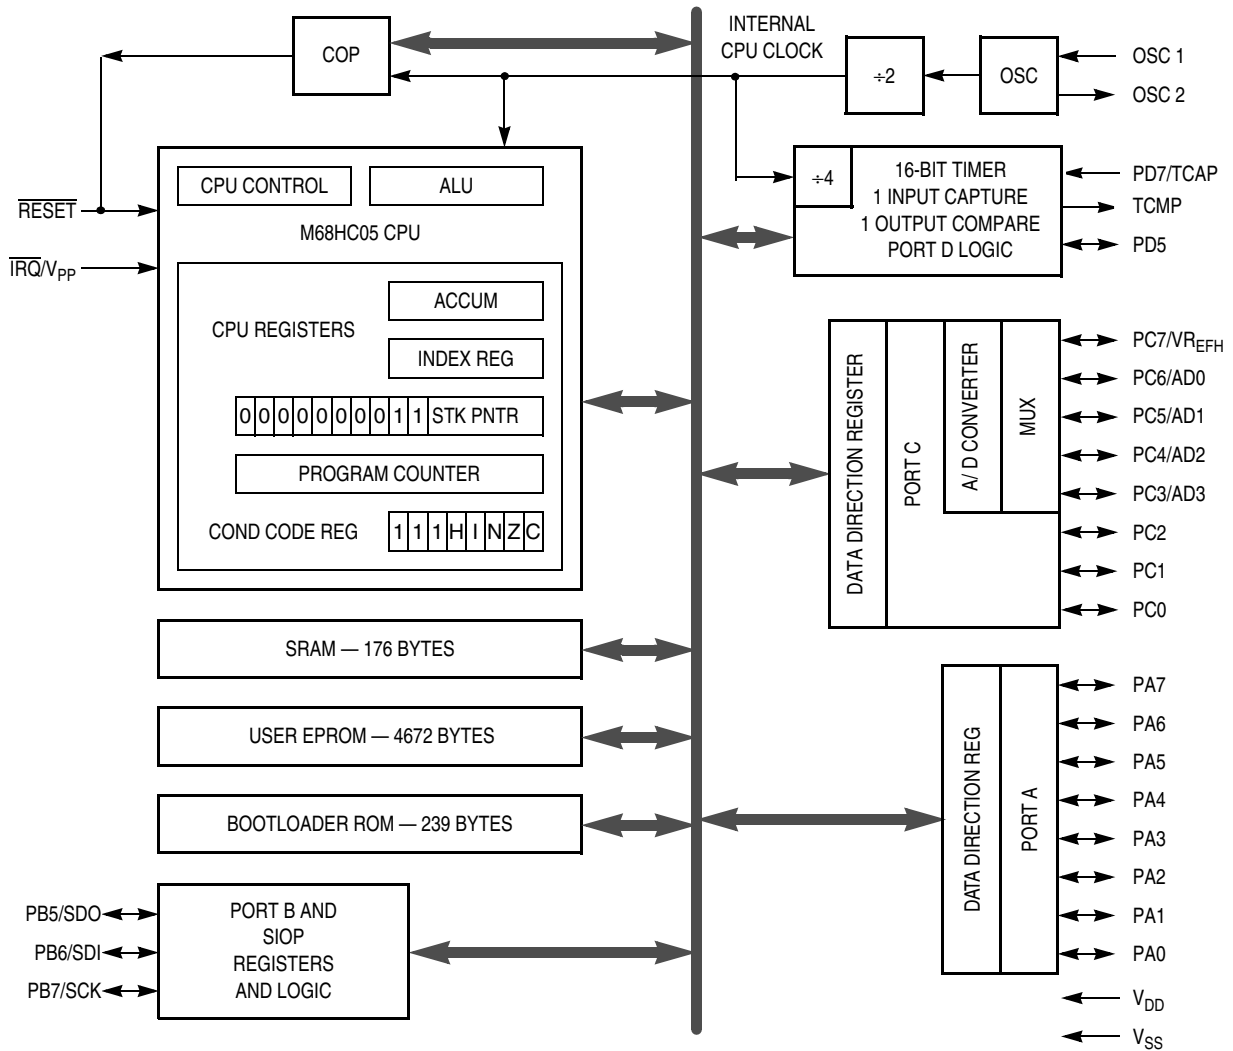 INTERNAL
CPU CLOCK
COP
÷2
OSC
OSC 1
OSC 2
CPU CONTROL
ALU
M68HC05 CPU
RESET
IRQ/VPP
CPU REGISTERS
ACCUM
INDEX REG
0 0 0 0 0 0 0 0 1 1 STK PNTR
PROGRAM COUNTER
COND CODE REG
1 1 1 H I N Z C
÷4
16-BIT TIMER
1 INPUT CAPTURE
1 OUTPUT COMPARE
PORT D LOGIC
PD7/TCAP
TCMP
PD5
DATA DIRECTION REGISTER
PORT C
A/ D CONVERTER
MUX
PC7/VREFH
PC6/AD0
PC5/AD1
PC4/AD2
PC3/AD3
PC2
PC1
PC0
SRAM — 176 BYTES
USER EPROM — 4672 BYTES
BOOTLOADER ROM — 239 BYTES
DATA DIRECTION REG
PORT A
PA7
PA6
PA5
PA4
PA3
PA2
PA1
PA0
PB5/SDO
PB6/SDI
PB7/SCK
PORT B AND
SIOP
REGISTERS
AND LOGIC
VDD
VSS